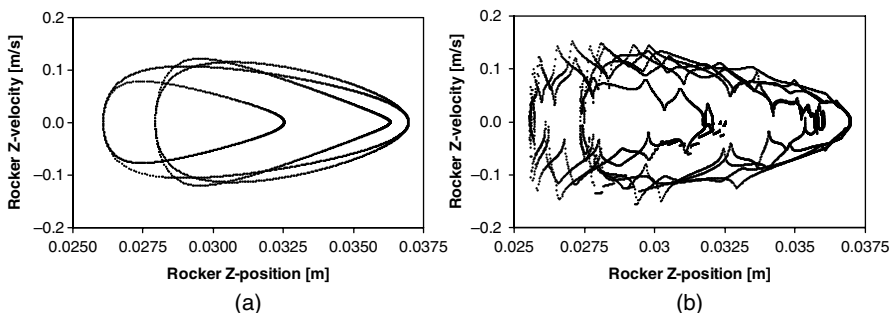 0.2
0.1
0.0
−0.1
−0.2
Rocker Z-velocity [m/s]
0.0250 0.0275 0.0300 0.0325 0.0350 0.0375
Rocker Z-position [m]
(a)
0.2
0.1
0.0
−0.1
−0.2
Rocker Z-velocity [m/s]
0.025 0.0275 0.03 0.0325 0.035 0.0375
Rocker Z-position [m]
(b)